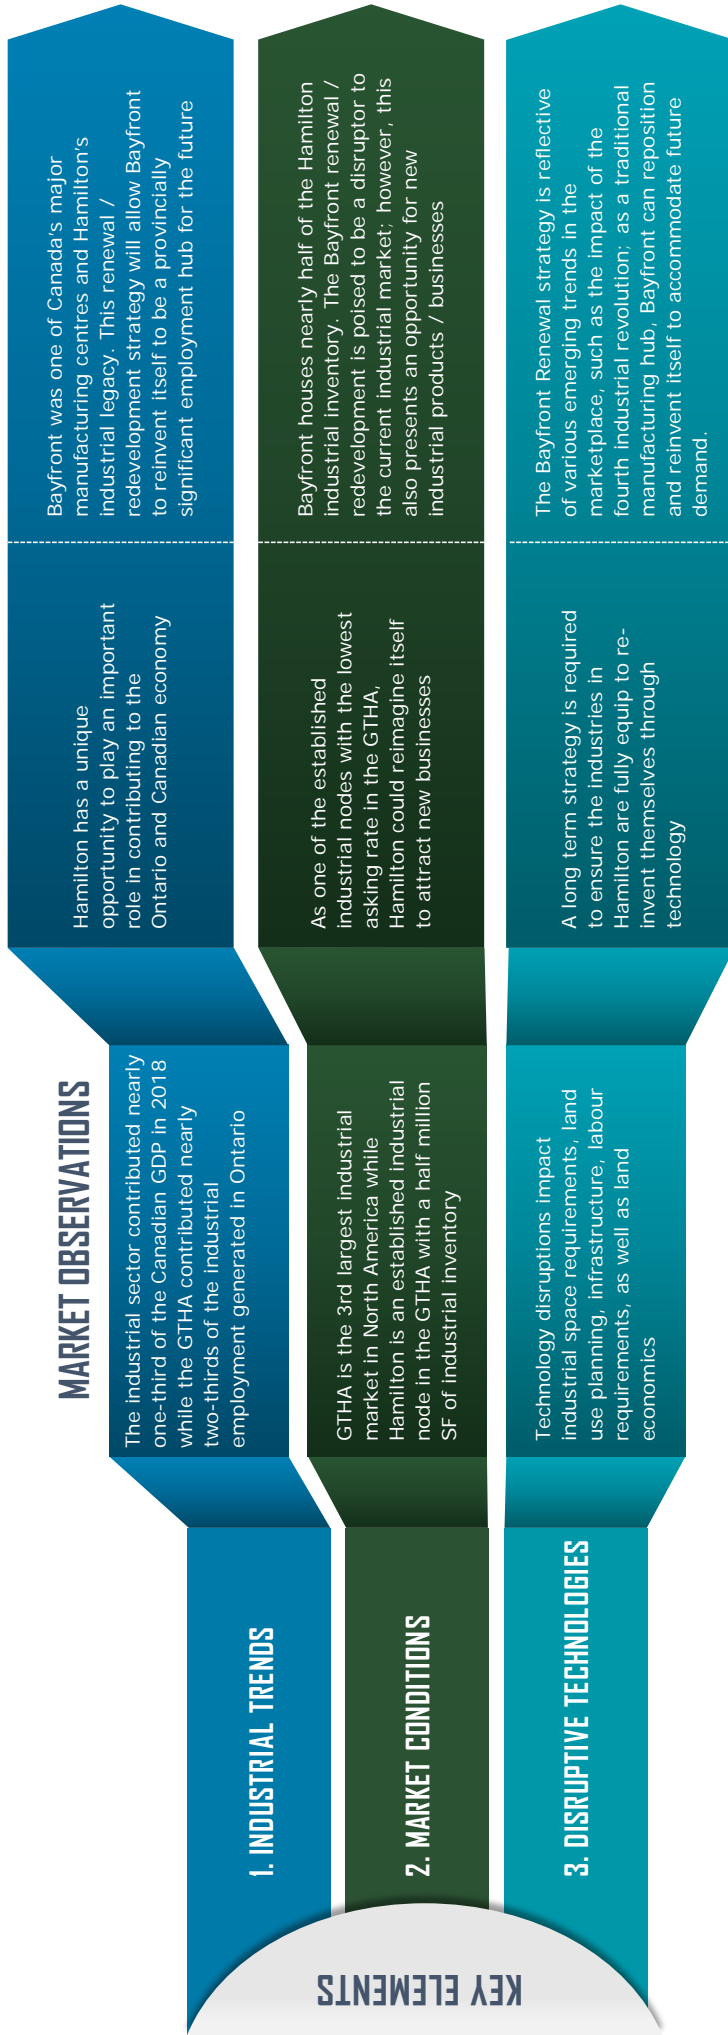 MARKET OBSERVATIONS
KEY ELEMENTS
1. INDUSTRIAL TRENDS
The industrial sector contributed nearly
one-third of the Canadian GDP in 2018
while the GTHA contributed nearly
two-thirds of the industrial
employment generated in Ontario
Hamilton has a unique
opportunity to play an important
role in contributing to the
Ontario and Canadian economy
Bayfront was one of Canada's major
manufacturing centres and Hamilton's
industrial legacy. This renewal /
redevelopment strategy will allow Bayfront
to reinvent itself to be a provincially
significant employment hub for the future
2. MARKET CONDITIONS
GTHA is the 3rd largest industrial
market in North America while
Hamilton is an established industrial
node in the GTHA with a half million
SF of industrial inventory
As one of the established
industrial nodes with the lowest
asking rate in the GTHA,
Hamilton could reimagine itself
to attract new businesses
Bayfront houses nearly half of the Hamilton
industrial inventory. The Bayfront renewal /
redevelopment is poised to be a disruptor to
the current industrial market; however, this
also presents an opportunity for new
industrial products / businesses
3. DISRUPTIVE TECHNOLOGIES
Technology disruptions impact
industrial space requirements, land
use planning, infrastructure, labour
requirements, as well as land
economics
A long term strategy is required
to ensure the industries in
Hamilton are fully equip to re-
invent themselves through
technology
The Bayfront Renewal strategy is reflective
of various emerging trends in the
marketplace, such as the impact of the
fourth industrial revolution; as a traditional
manufacturing hub, Bayfront can reposition
and reinvent itself to accommodate future
demand.